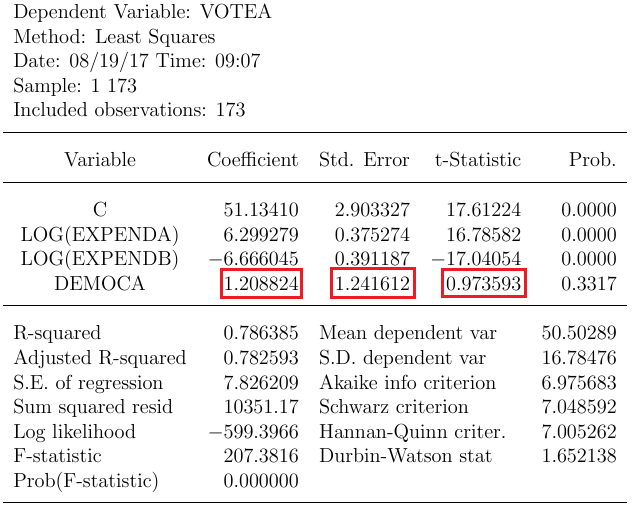 Dependent Variable: VOTEA
Method: Least Squares
Date: 08/19/17 Time: 09:07
Sample: 1 173
Included observations: 173
Variable Coefficient Std. Error t-Statistic Prob.
C 51.13410 2.903327 17.61224 0.0000
LOG(EXPENDA) 6.299279 0.375274 16.78582 0.0000
LOG(EXPENDB) −6.666045 0.391187 −17.04054 0.0000
DEMOCA 1.208824 1.241612 0.973593 0.3317
R-squared 0.786385 Mean dependent var 50.50289
Adjusted R-squared 0.782593 S.D. dependent var 16.78476
S.E. of regression 7.826209 Akaike info criterion 6.975683
Sum squared resid 10351.17 Schwarz criterion 7.048592
Log likelihood −599.3966 Hannan-Quinn criter. 7.005262
F-statistic 207.3816 Durbin-Watson stat 1.652138
Prob(F-statistic) 0.000000